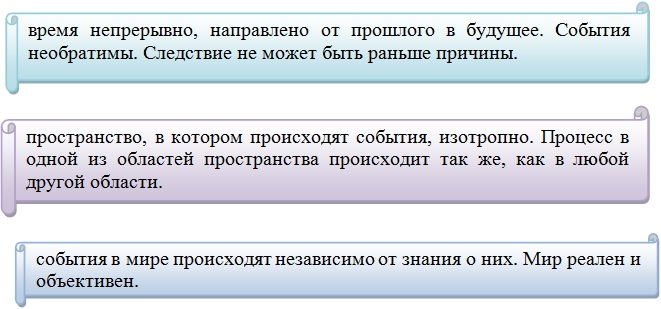 время непрерывно, направлено от прошлого в будущее. События
необратимы. Следствие не может быть раньше причины.
пространство, в котором происходят события, изотропно. Процесс в
одной из областей пространства происходит так же, как в любой
другой области.
события в мире происходят независимо от знания о них. Мир реален и
объективен.